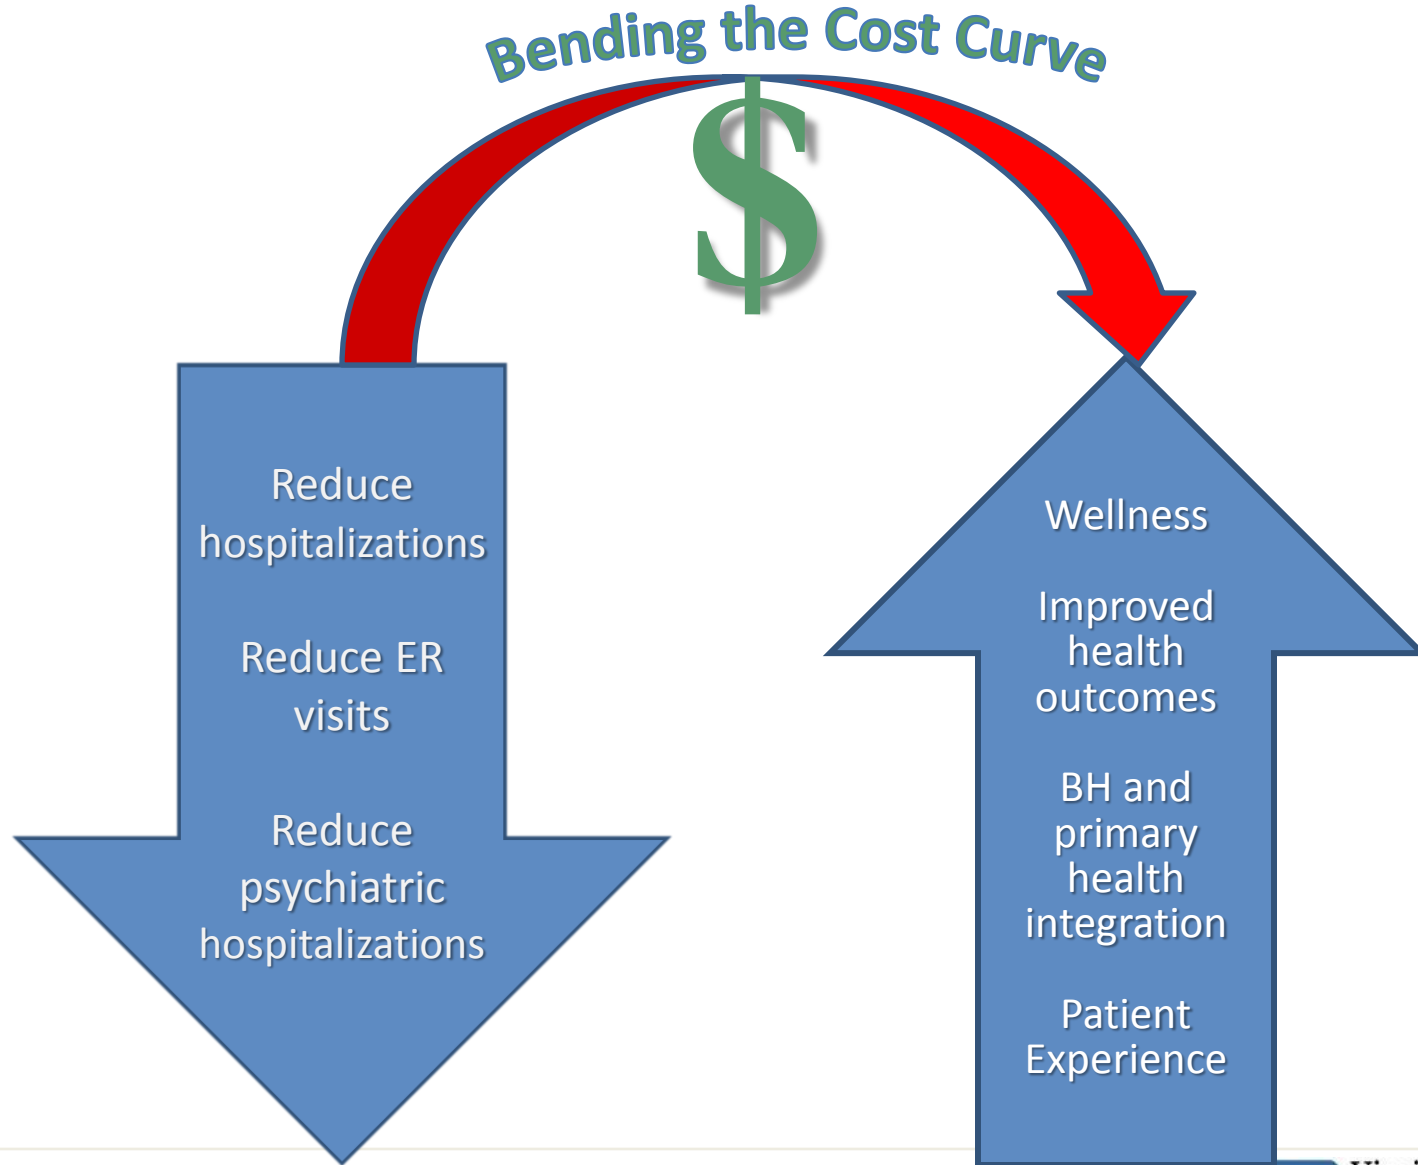 Bending the Cost Curve
$
Reduce
hospitalizations
Reduce ER
visits
Reduce
psychiatric
hospitalizations
Wellness
Improved
health
outcomes
BH and
primary
health
integration
Patient
Experience